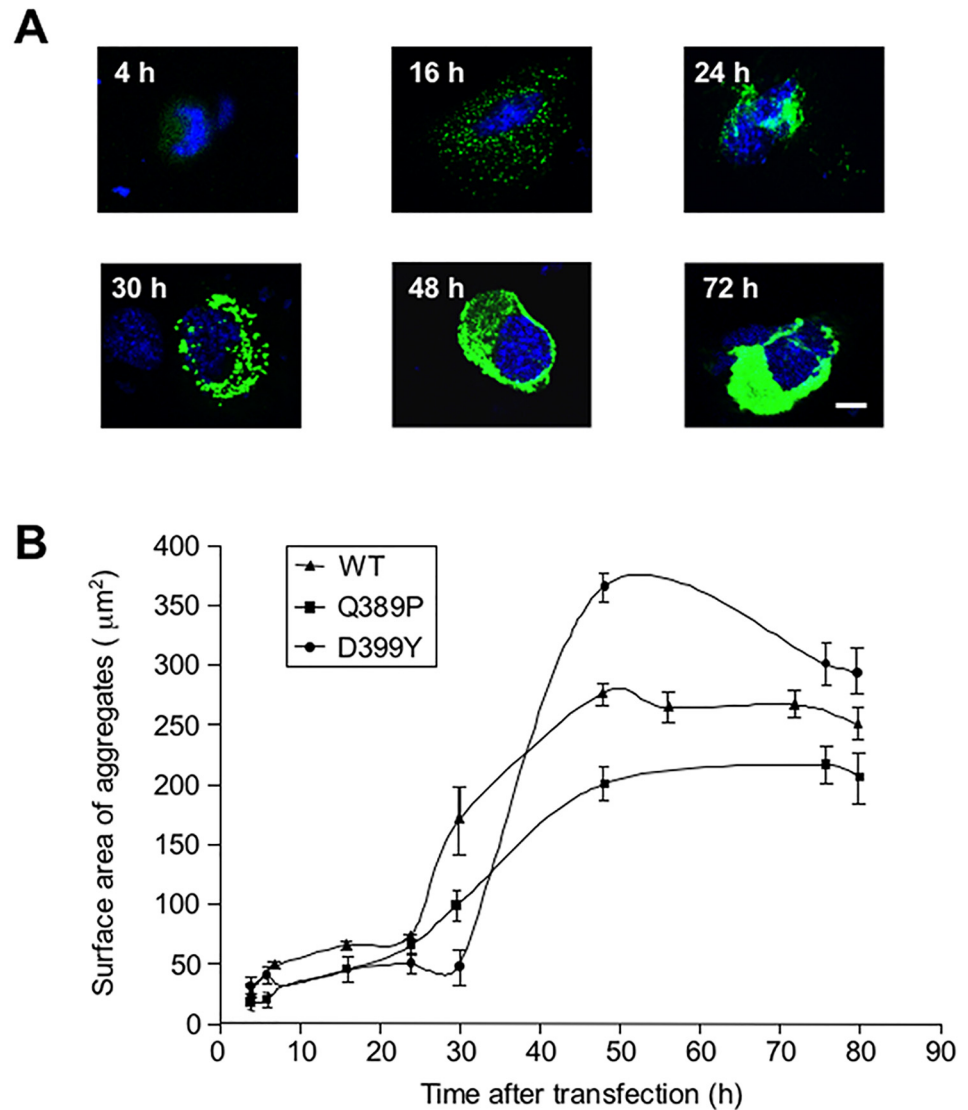 A
4 h
16 h
24 h
30 h
48 h
72 h
B
400
350
300
250
200
150
100
50
0
Surface area of aggregates ( μm²)
WT
Q389P
D399Y
0 10 20 30 40 50 60 70 80 90
Time after transfection (h)